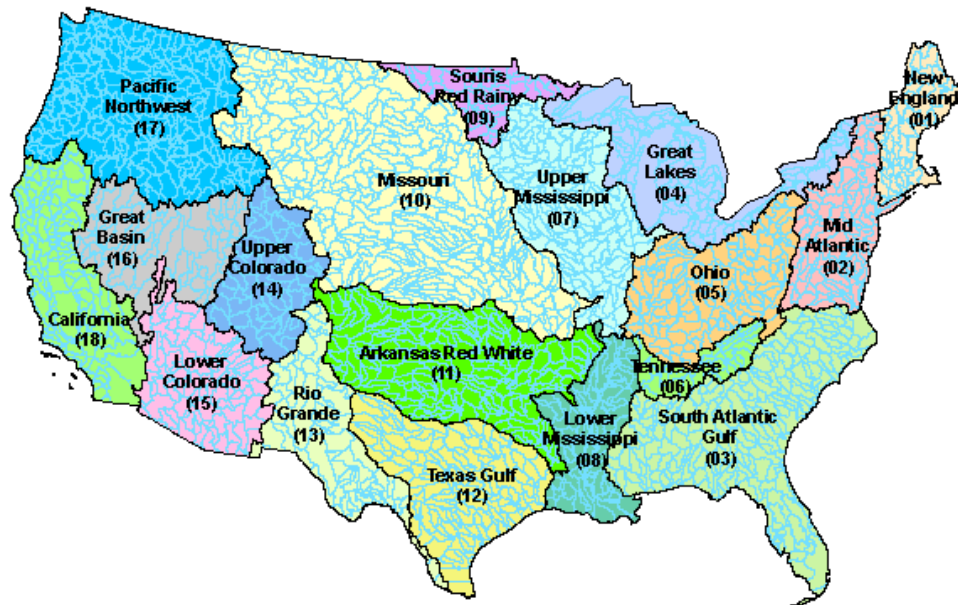 Pacific
Northwest
(17)
Souris
Red Rainy
(09)
New
England
(01)
Great
Lakes
(04)
Missouri
(10)
Upper
Mississippi
(07)
Great
Basin
(16)
Upper
Colorado
(14)
Mid
Atlantic
(02)
Ohio
(05)
California
(18)
Lower
Colorado
(15)
Arkansas Red White
(11)
Tennessee
(06)
Rio
Grande
(13)
Lower
Mississippi
(08)
South Atlantic
Gulf
(03)
Texas Gulf
(12)